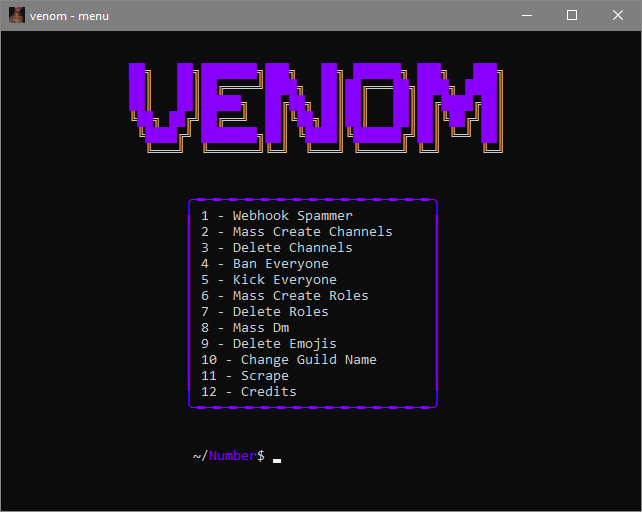 venom - menu
VENOM
1 - Webhook Spammer
2 - Mass Create Channels
3 - Delete Channels
4 - Ban Everyone
5 - Kick Everyone
6 - Mass Create Roles
7 - Delete Roles
8 - Mass Dm
9 - Delete Emojis
10 - Change Guild Name
11 - Scrape
12 - Credits
~/Number$